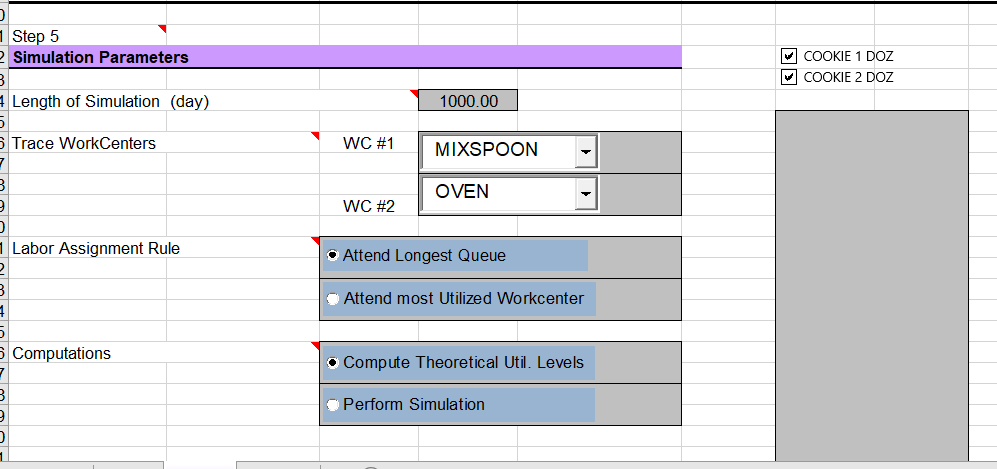 Step 5
Simulation Parameters
COOKIE 1 DOZ
COOKIE 2 DOZ
Length of Simulation (day) 1000.00
Trace WorkCenters WC #1 MIXSPOON
WC #2 OVEN
Labor Assignment Rule Attend Longest Queue
Attend most Utilized Workcenter
Computations Compute Theoretical Util. Levels
Perform Simulation